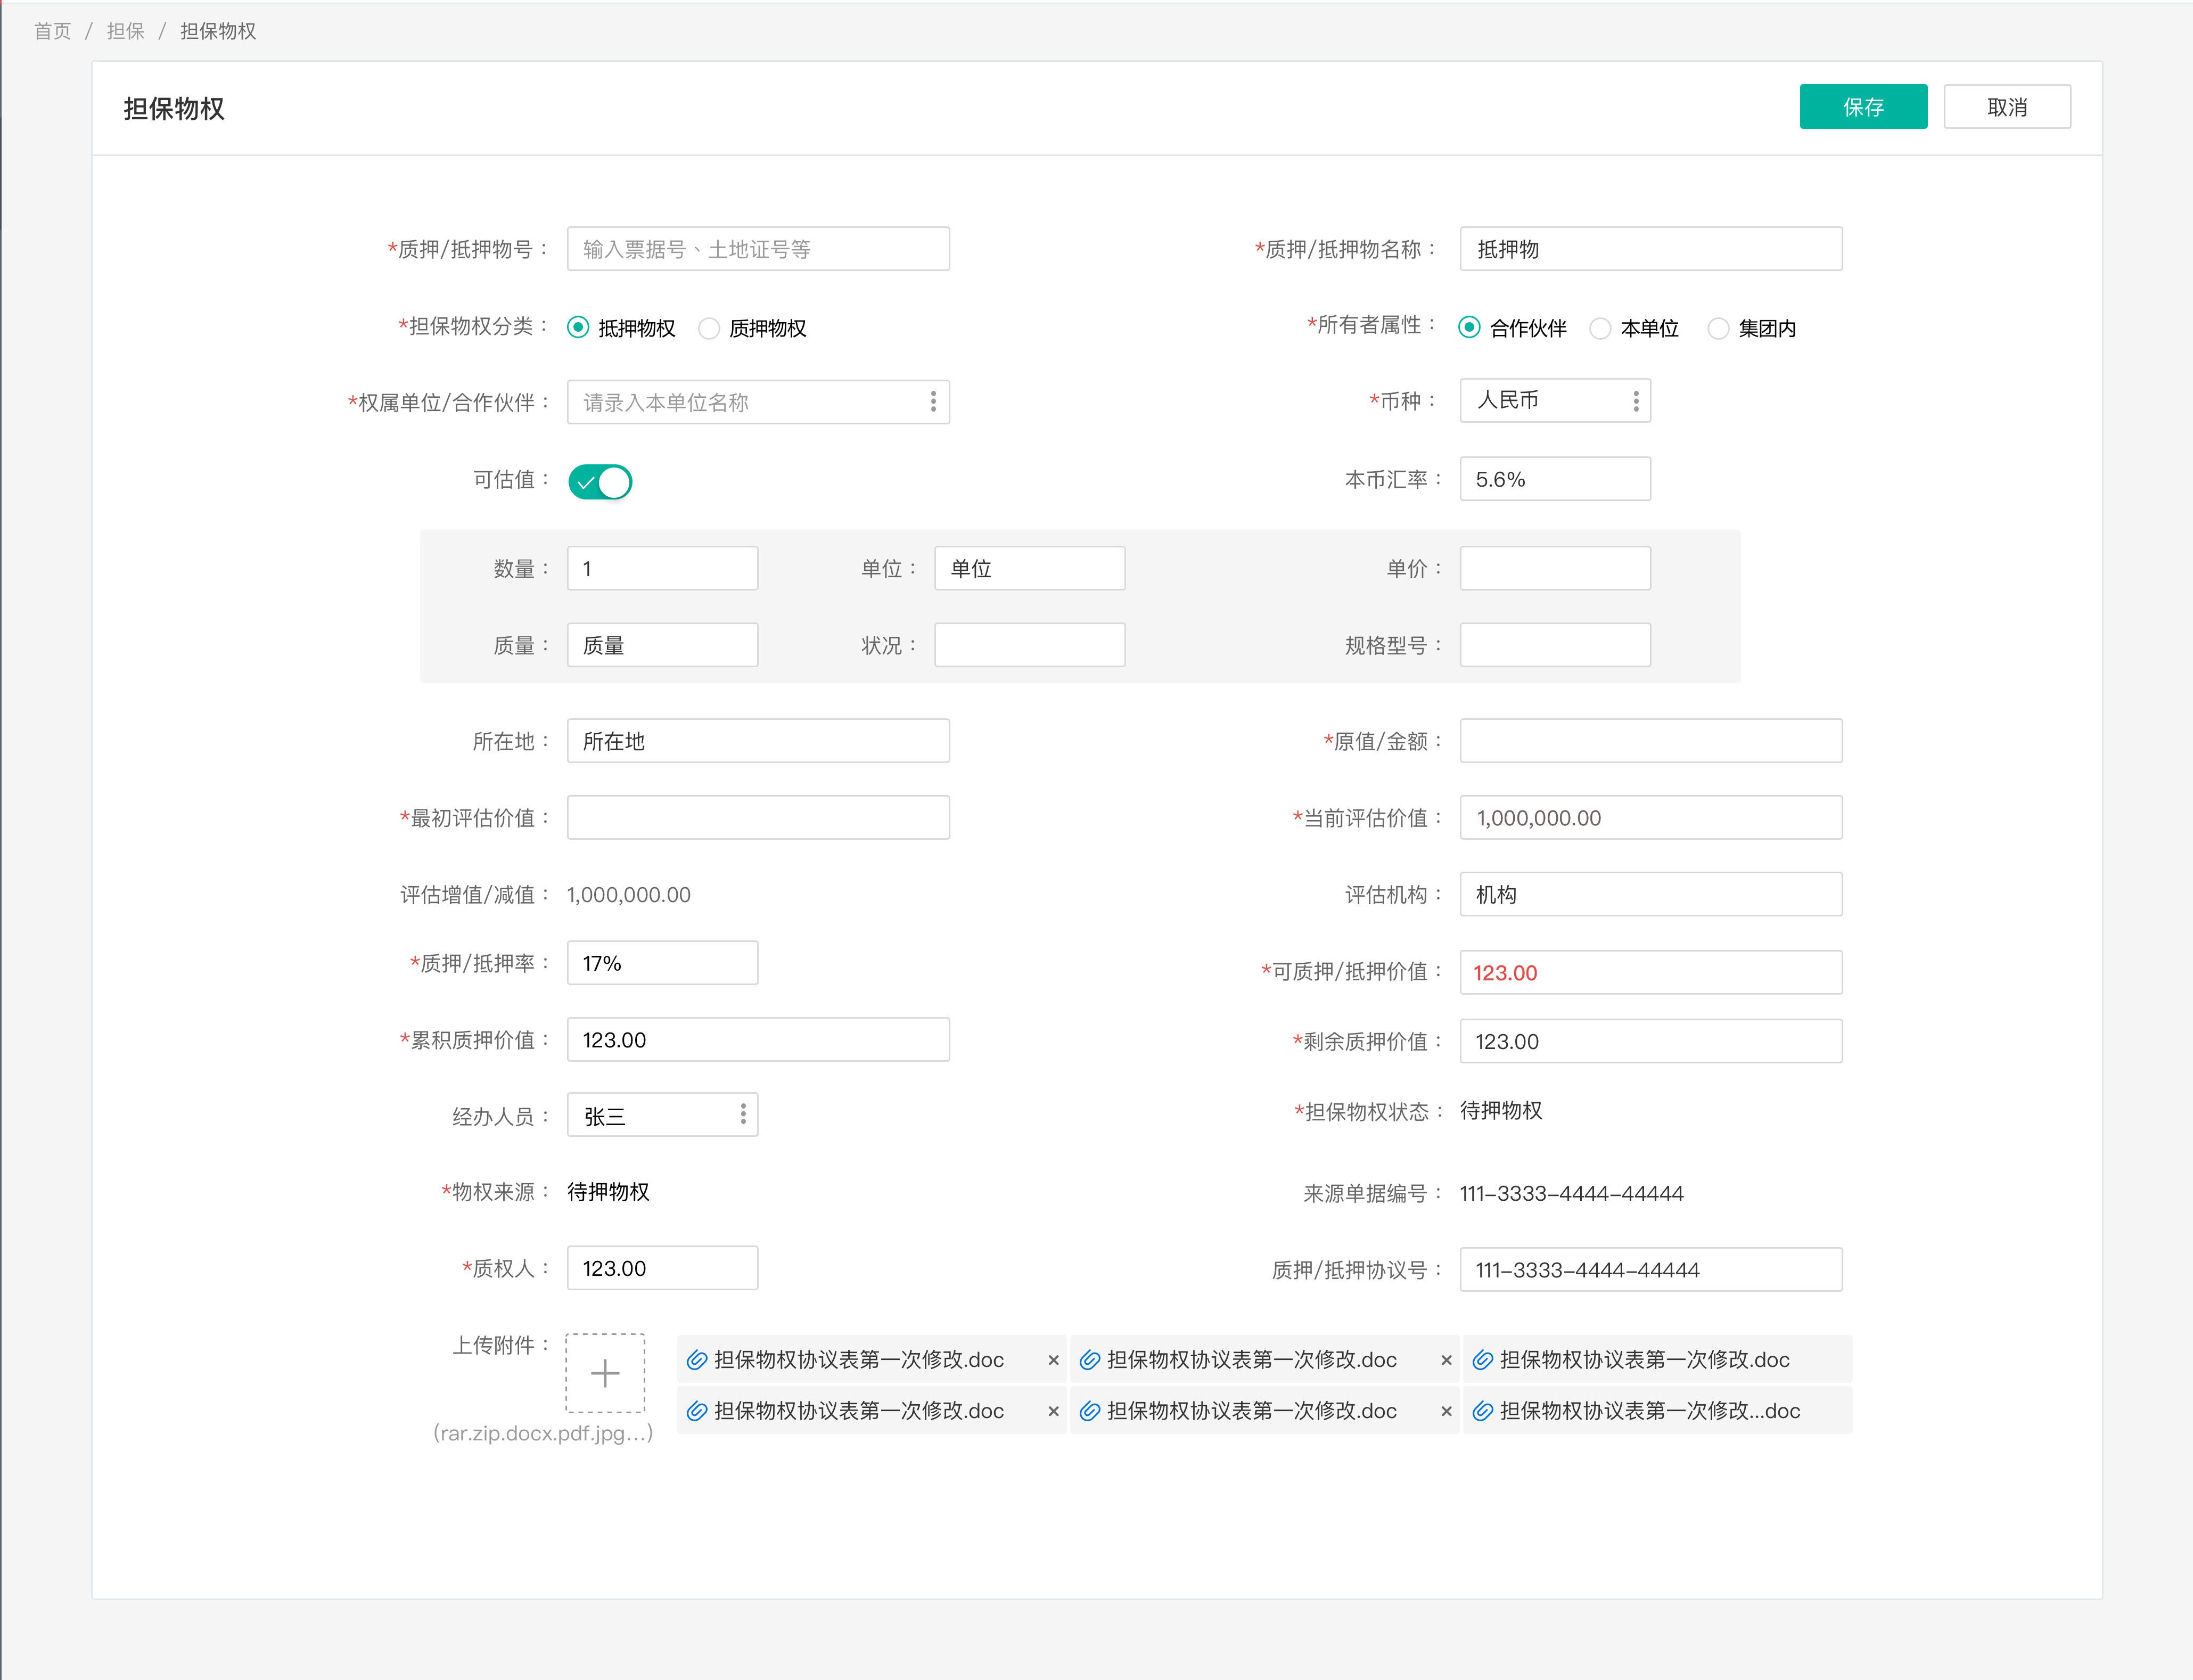 首页 / 担保 / 担保物权
担保物权 保存 取消
*质押/抵押物号： 输入票据号、土地证号等 *质押/抵押物名称： 抵押物
*担保物权分类： 抵押物权 质押物权 *所有者属性： 合作伙伴 本单位 集团内
*权属单位/合作伙伴： 请录入本单位名称 *币种： 人民币
可估值： 本币汇率： 5.6%
数量： 1 单位： 单位 单价：
质量： 质量 状况： 规格型号：
所在地： 所在地 *原值/金额：
*最初评估价值： *当前评估价值： 1,000,000.00
评估增值/减值： 1,000,000.00 评估机构： 机构
*质押/抵押率： 17% *可质押/抵押价值： 123.00
*累积质押价值： 123.00 *剩余质押价值： 123.00
经办人员： 张三 *担保物权状态： 待押物权
*物权来源： 待押物权 来源单据编号： 111–3333–4444–44444
*质权人： 123.00 质押/抵押协议号： 111–3333–4444–44444
上传附件： 担保物权协议表第一次修改.doc × 担保物权协议表第一次修改.doc × 担保物权协议表第一次修改.doc
担保物权协议表第一次修改.doc × 担保物权协议表第一次修改.doc × 担保物权协议表第一次修改...doc
(rar.zip.docx.pdf.jpg...)